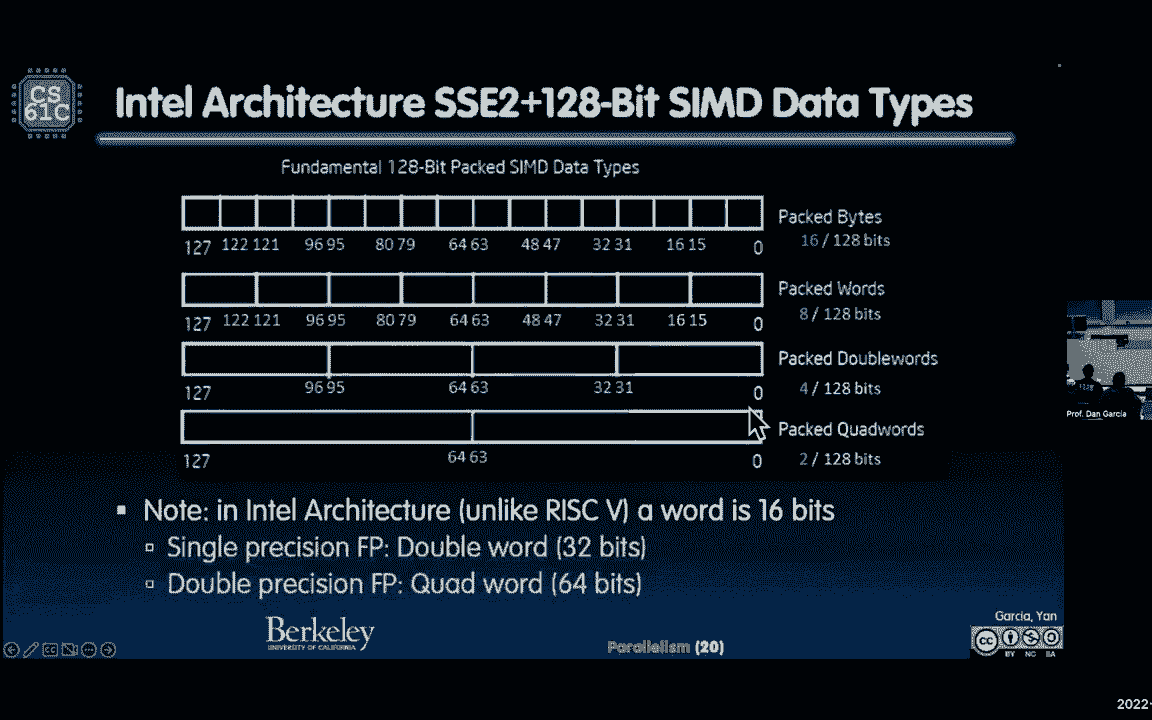 CS
61C
Intel Architecture SSE2+128-Bit SIMD Data Types
Fundamental 128-Bit Packed SIMD Data Types
Packed Bytes
127 122 121 96 95 80 79 64 63 48 47 32 31 16 15 0
16 / 128 bits
Packed Words
127 122 121 96 95 80 79 64 63 48 47 32 31 16 15 0
8 / 128 bits
Packed Doublewords
127 96 95 64 63 32 31 0
4 / 128 bits
Packed Quadwords
127 64 63 0
2 / 128 bits
Note: in Intel Architecture (unlike RISC V) a word is 16 bits
Single precision FP: Double word (32 bits)
Double precision FP: Quad word (64 bits)
Berkeley
UNIVERSITY OF CALIFORNIA
Parallelism (20)
Garcia, Yan
cc
BY NC SA
Prof. Dan Garcia
2022-